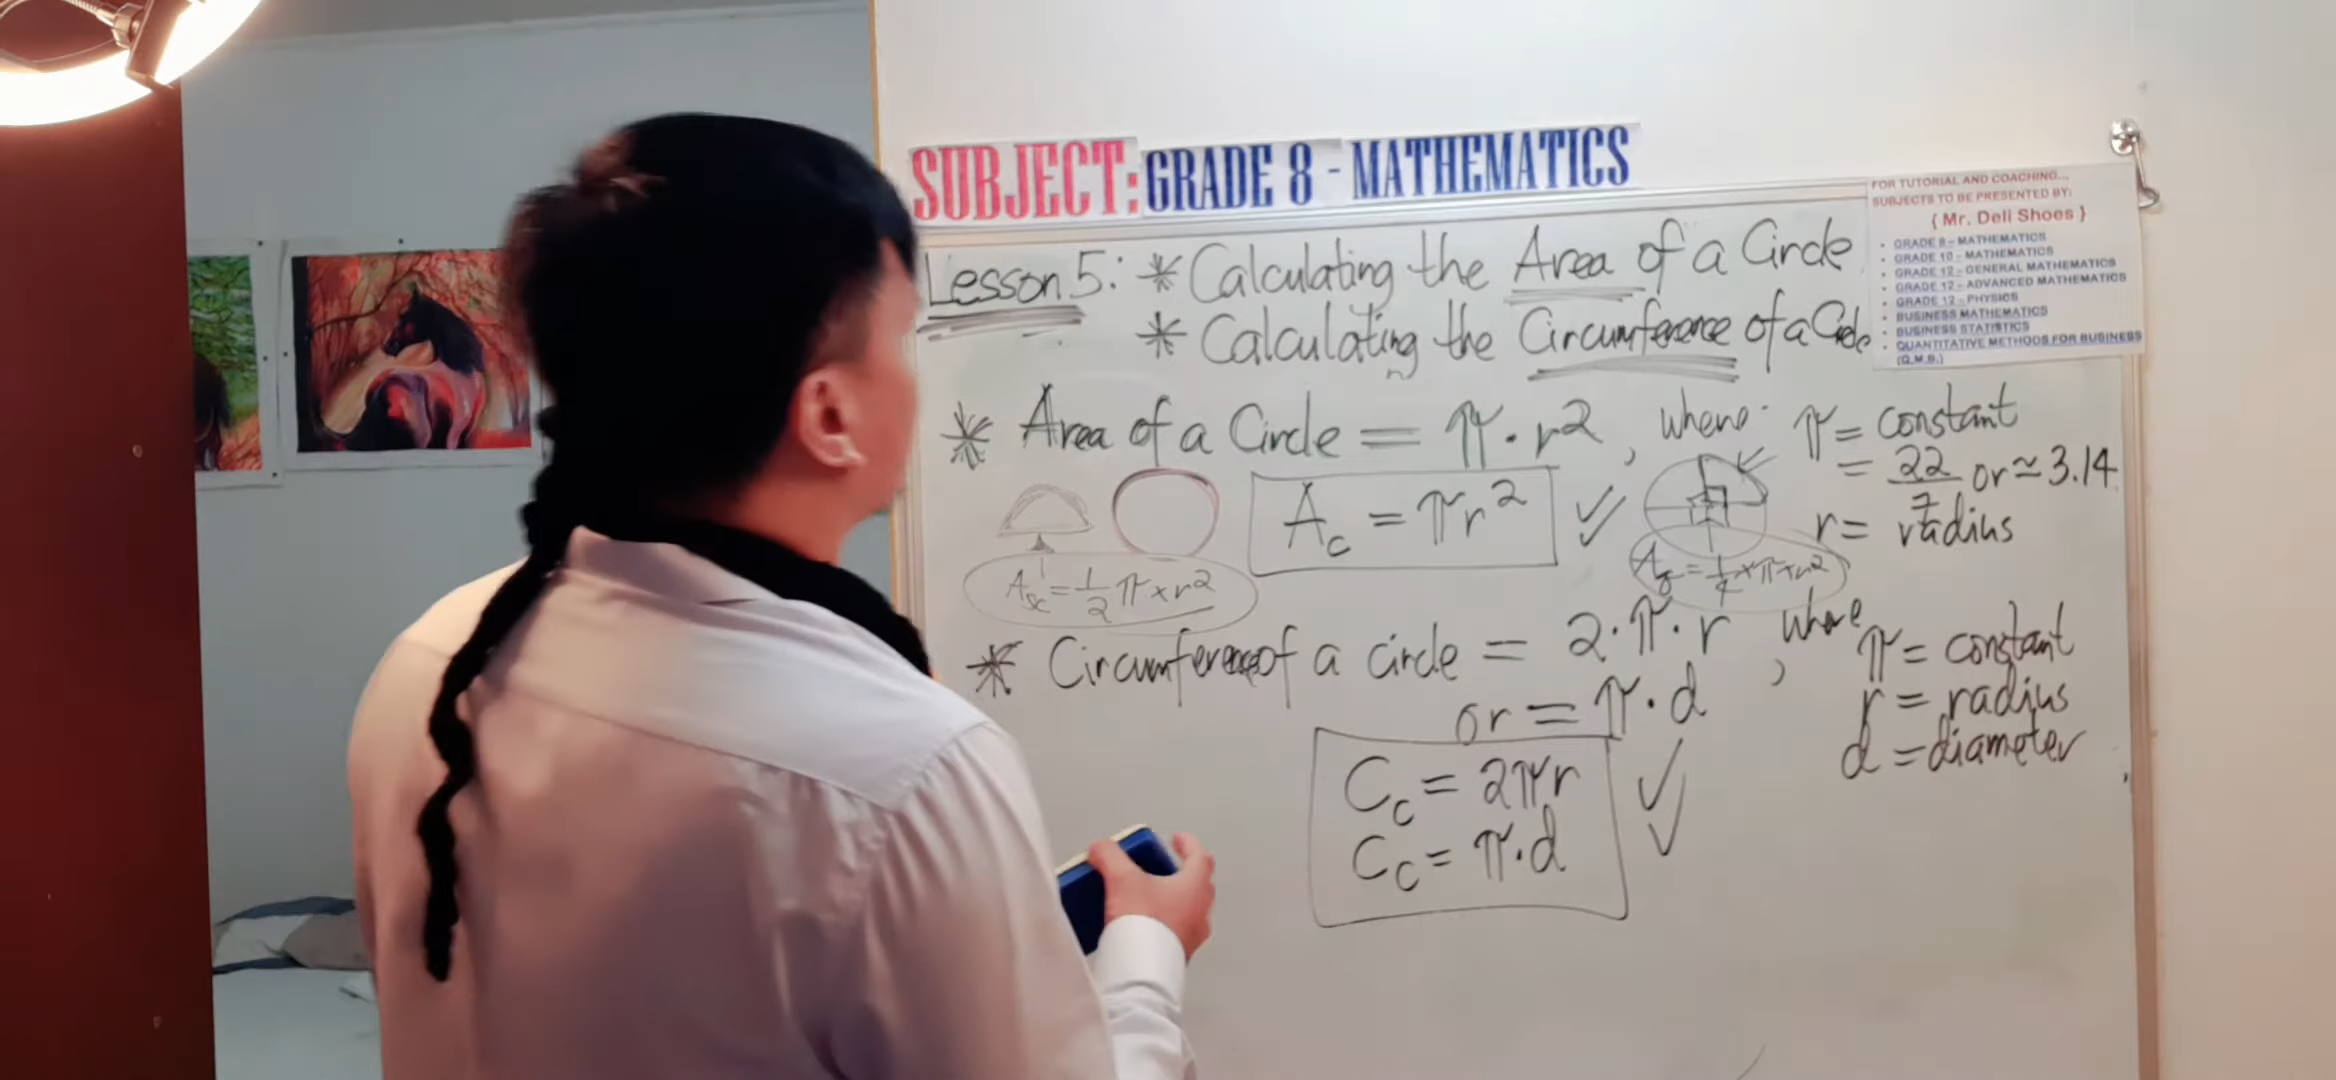 SUBJECT: GRADE 8 - MATHEMATICS
FOR TUTORIAL AND COACHING...
SUBJECTS TO BE PRESENTED BY:
{ Mr. Deli Shoes }
• GRADE 8 - MATHEMATICS
• GRADE 10 - MATHEMATICS
• GRADE 12 - GENERAL MATHEMATICS
• GRADE 12 - ADVANCED MATHEMATICS
• GRADE 12 - PHYSICS
• BUSINESS MATHEMATICS
• BUSINESS STATISTICS
• QUANTITATIVE METHODS FOR BUSINESS
(Q.M.B.)
Lesson 5: * Calculating the Area of a Circle
* Calculating the Circumference of a Circle
* Area of a Circle = π · r², where π = constant
= 22/7 or ≃ 3.14
r = radius
A_c = πr²
A_sc = 1/2 π × r²
= 1/4 × π × r²
* Circumference of a circle = 2 · π · r, where π = constant
or = π · d
r = radius
d = diameter
C_c = 2πr
C_c = π · d